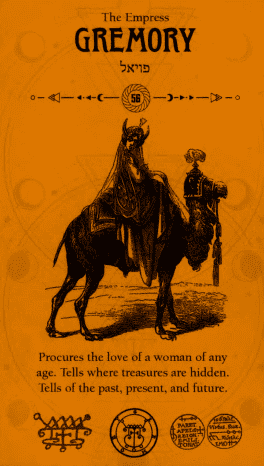 The Empress
GREMORY
פויאל
56
Procures the love of a woman of any
age. Tells where treasures are hidden.
Tells of the past, present, and future.